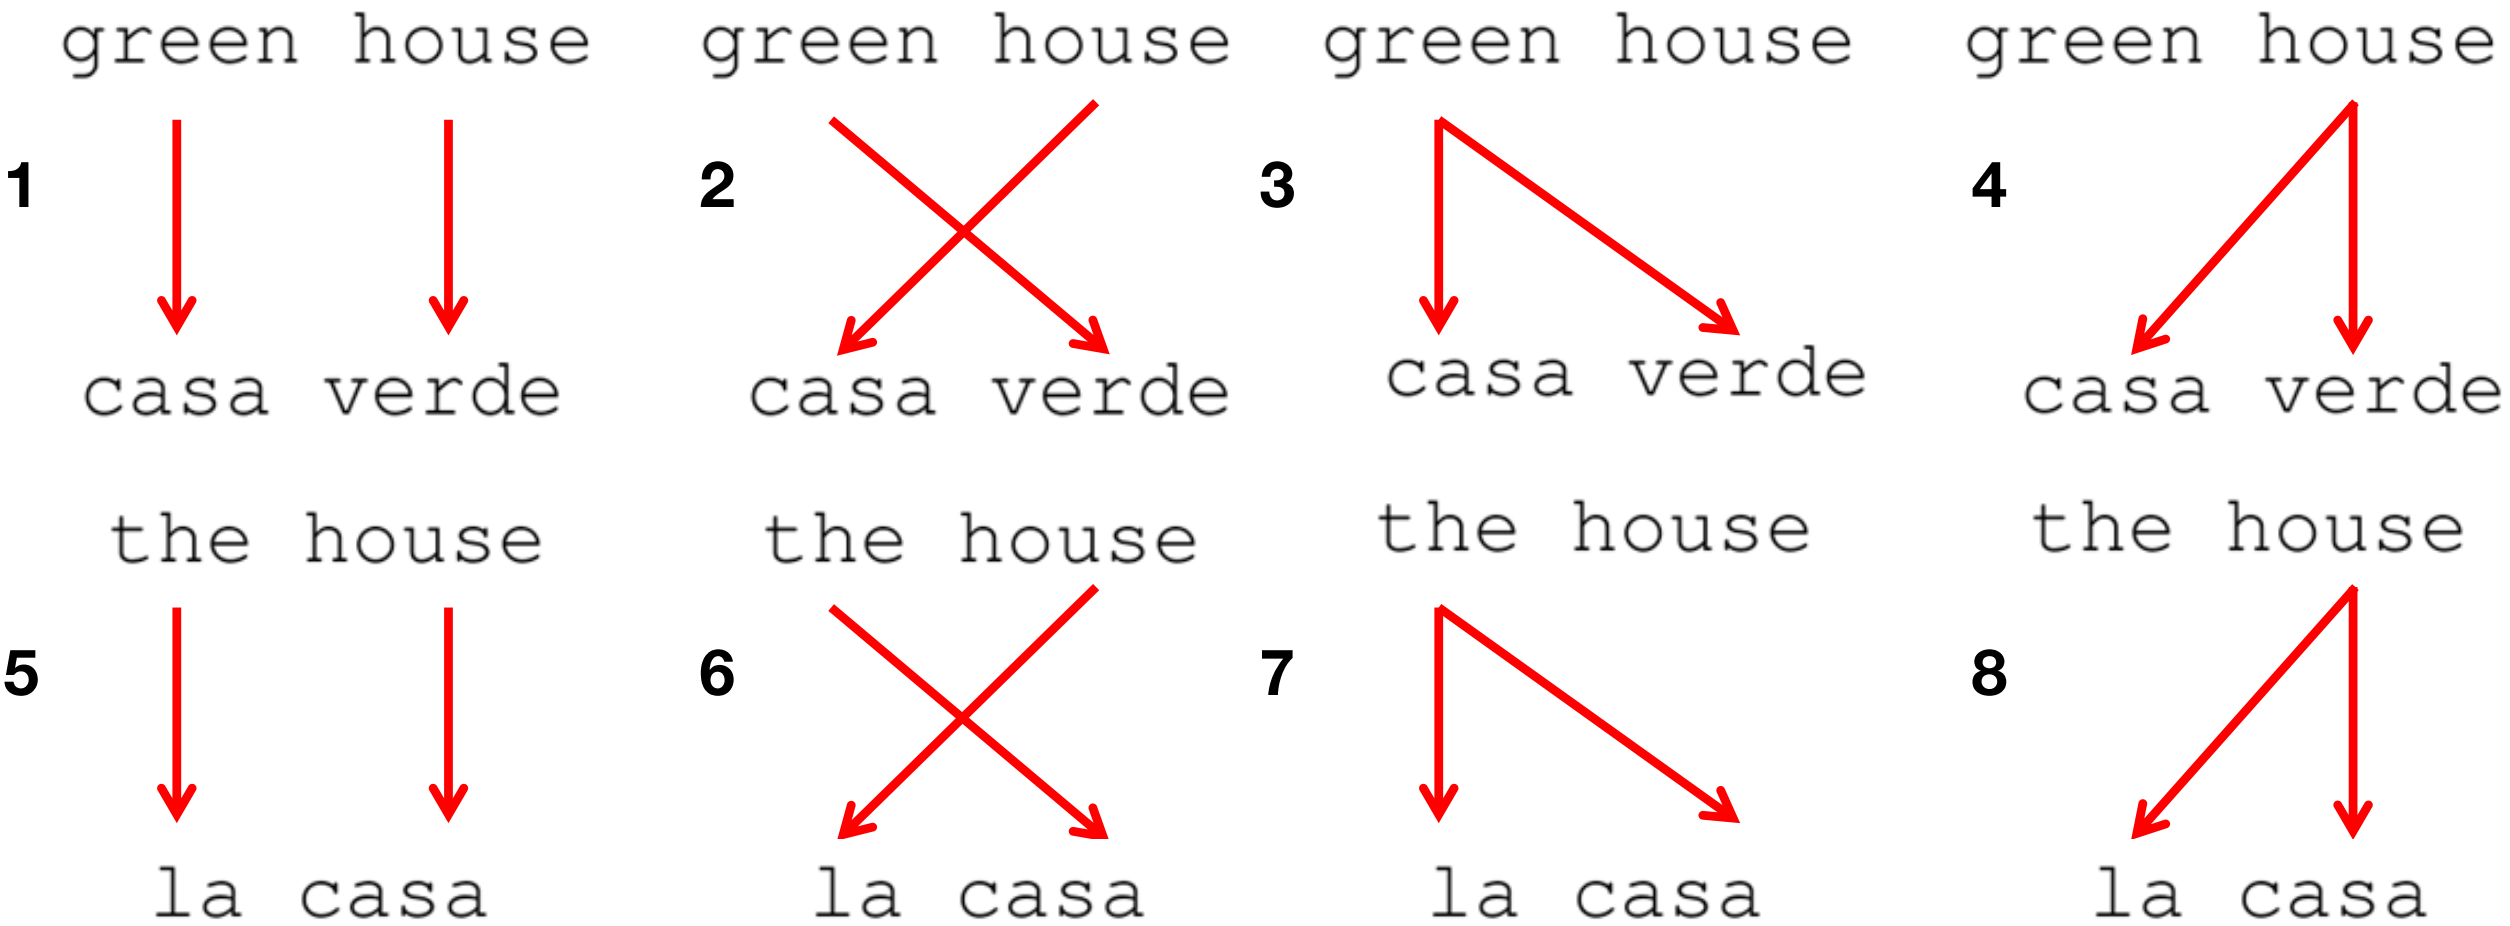 green house green house green house green house
1 2 3 4
casa verde casa verde casa verde casa verde
the house the house the house the house
5 6 7 8
la casa la casa la casa la casa